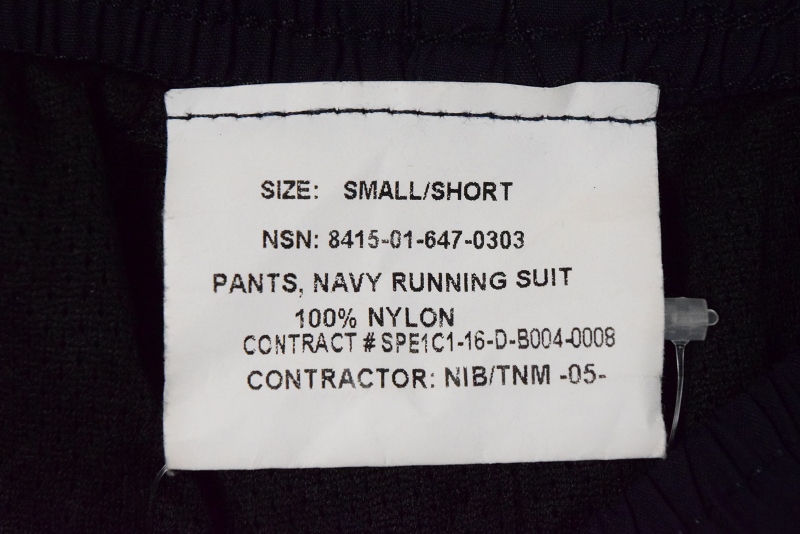 SIZE: SMALL/SHORT
NSN: 8415-01-647-0303
PANTS, NAVY RUNNING SUIT
100% NYLON
CONTRACT # SPE1C1-16-D-B004-0008
CONTRACTOR: NIB/TNM -05-